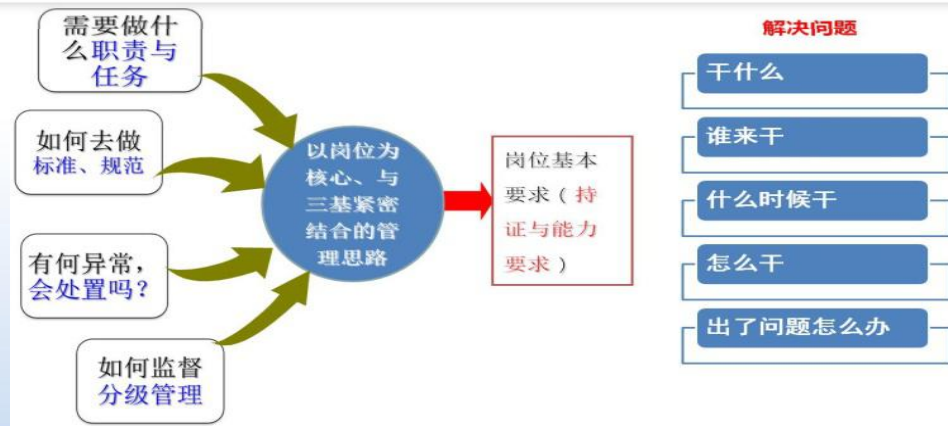 需要做什
么职责与
任务
如何去做
标准、规范
有何异常，
会处置吗？
如何监督
分级管理
以岗位为
核心、与
三基紧密
结合的管
理思路
岗位基本
要求（持
证与能力
要求）
解决问题
干什么
谁来干
什么时候干
怎么干
出了问题怎么办